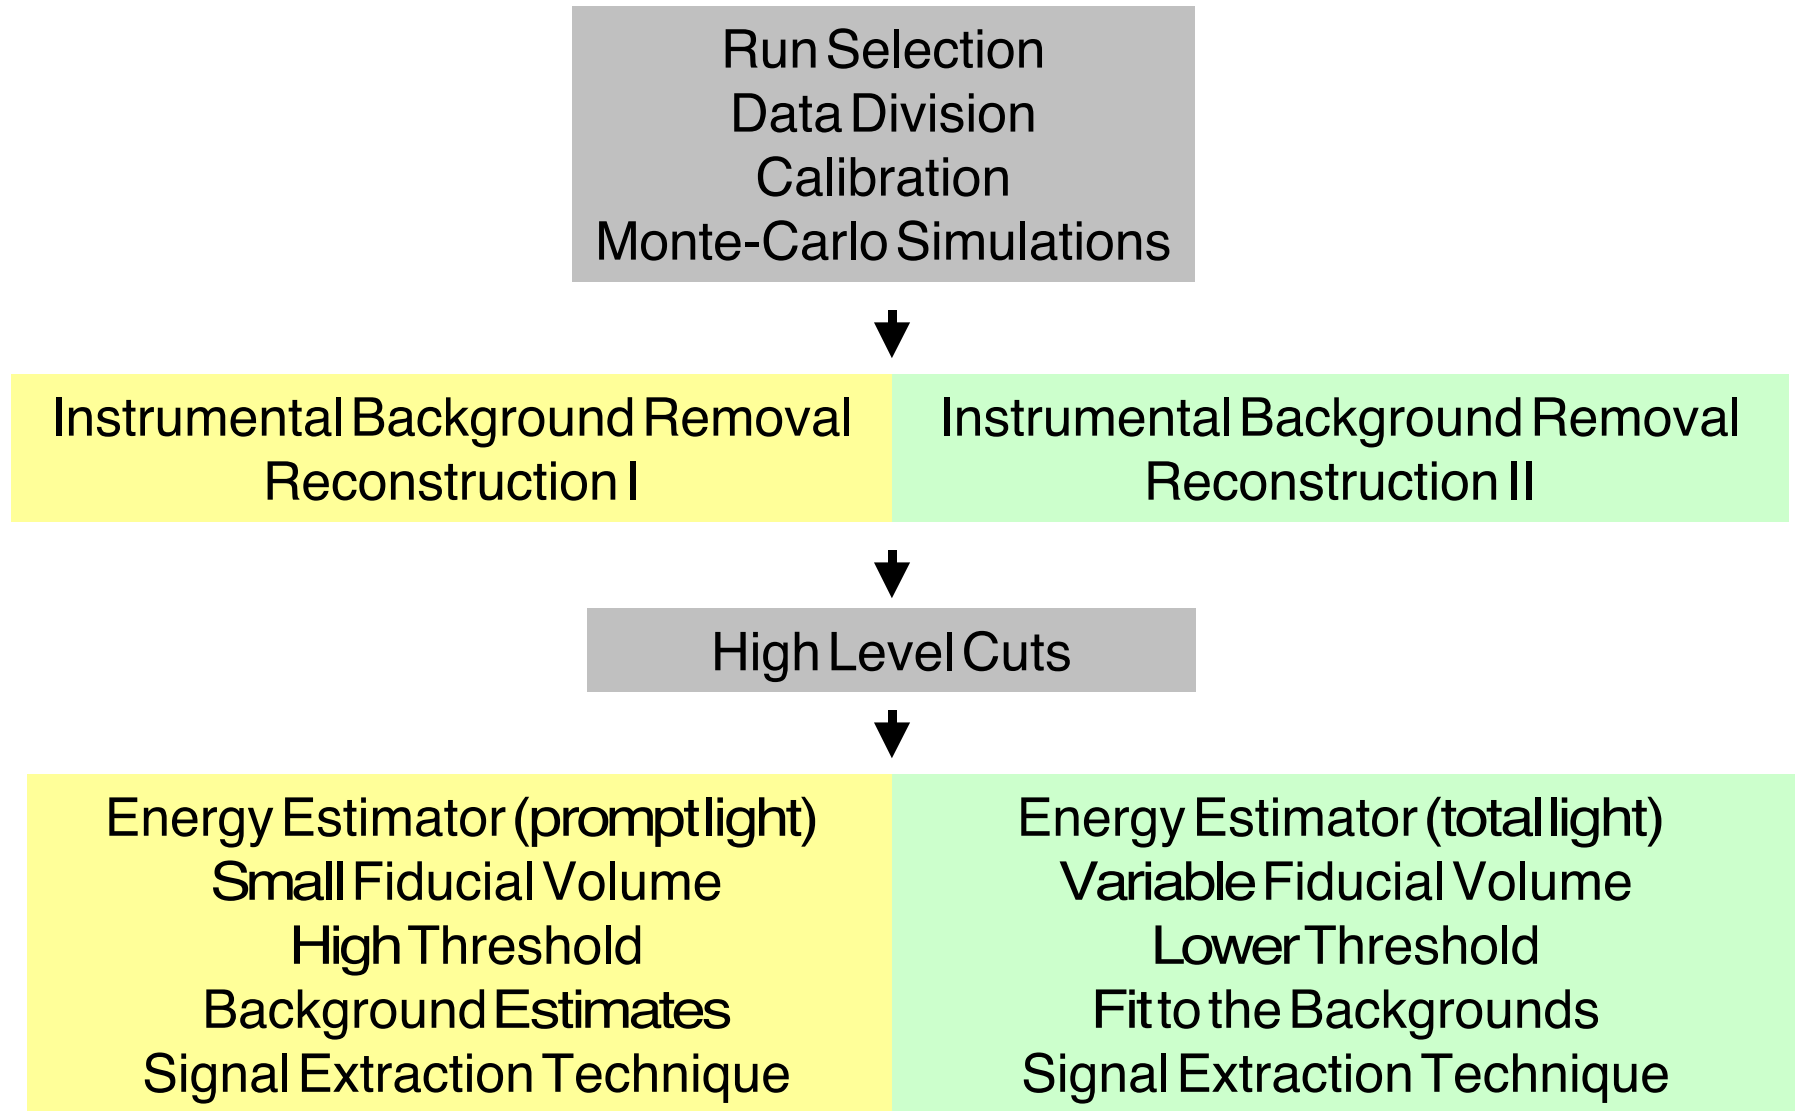 Run Selection
Data Division
Calibration
Monte-Carlo Simulations
Instrumental Background Removal
Reconstruction I
Instrumental Background Removal
Reconstruction II
High Level Cuts
Energy Estimator (prompt light)
Small Fiducial Volume
High Threshold
Background Estimates
Signal Extraction Technique
Energy Estimator (total light)
Variable Fiducial Volume
Lower Threshold
Fit to the Backgrounds
Signal Extraction Technique